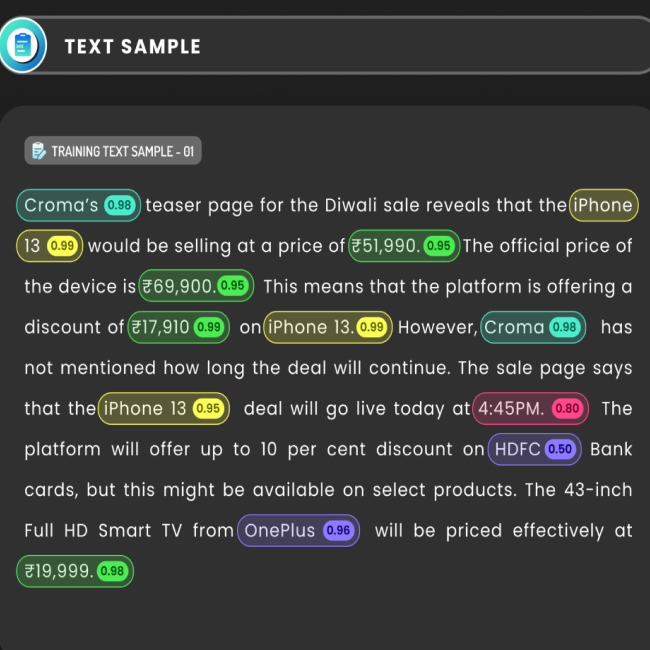 TEXT SAMPLE
TRAINING TEXT SAMPLE - 01
Croma's 0.98 teaser page for the Diwali sale reveals that the iPhone
13 0.99 would be selling at a price of ₹51,990. 0.95 The official price of
the device is ₹69,900. 0.95 This means that the platform is offering a
discount of ₹17,910 0.99 on iPhone 13. 0.99 However, Croma 0.98 has
not mentioned how long the deal will continue. The sale page says
that the iPhone 13 0.95 deal will go live today at 4:45PM. 0.80 The
platform will offer up to 10 per cent discount on HDFC 0.50 Bank
cards, but this might be available on select products. The 43-inch
Full HD Smart TV from OnePlus 0.96 will be priced effectively at
₹19,999. 0.98